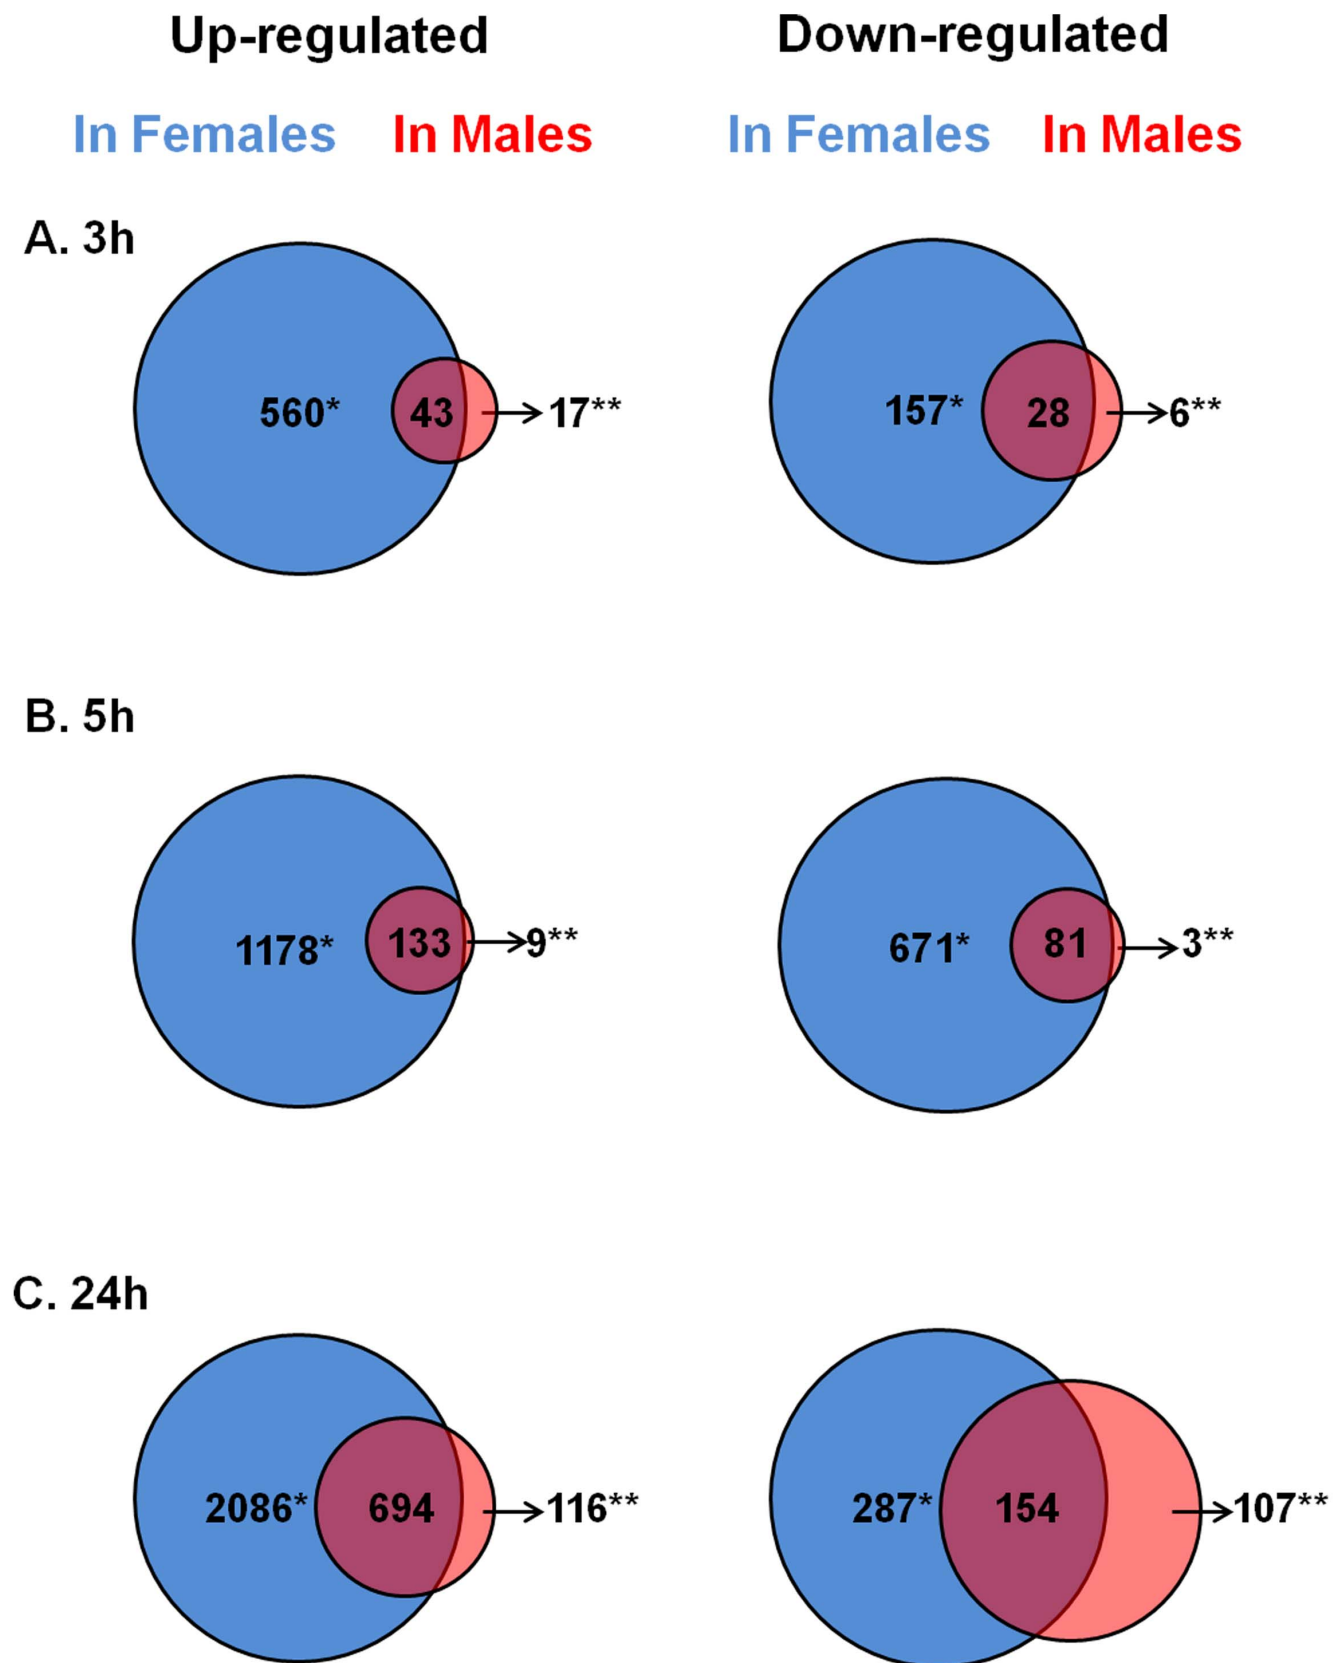 Up-regulated Down-regulated
In Females In Males In Females In Males
A. 3h
560* 43 17** 157* 28 6**
B. 5h
1178* 133 9** 671* 81 3**
C. 24h
2086* 694 116** 287* 154 107**